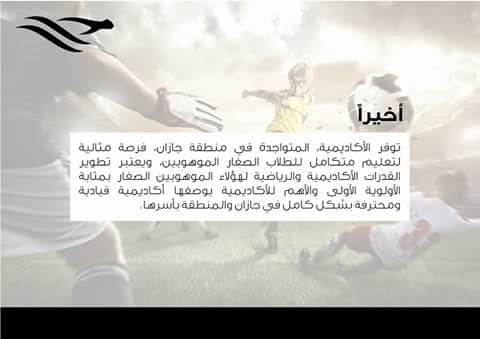 أخيراً
توفر الأكاديمية، المتواجدة في منطقة جازان، فرصة مثالية
لتعليم متكامل للطلاب الصغار الموهوبين، ويعتبر تطوير
القدرات الأكاديمية والرياضية لهؤلاء الموهوبين الصغار بمثابة
الأولوية الأولى والأهم للأكاديمية بوصفها أكاديمية قيادية
ومحترفة بشكل كامل في جازان والمنطقة بأسرها.